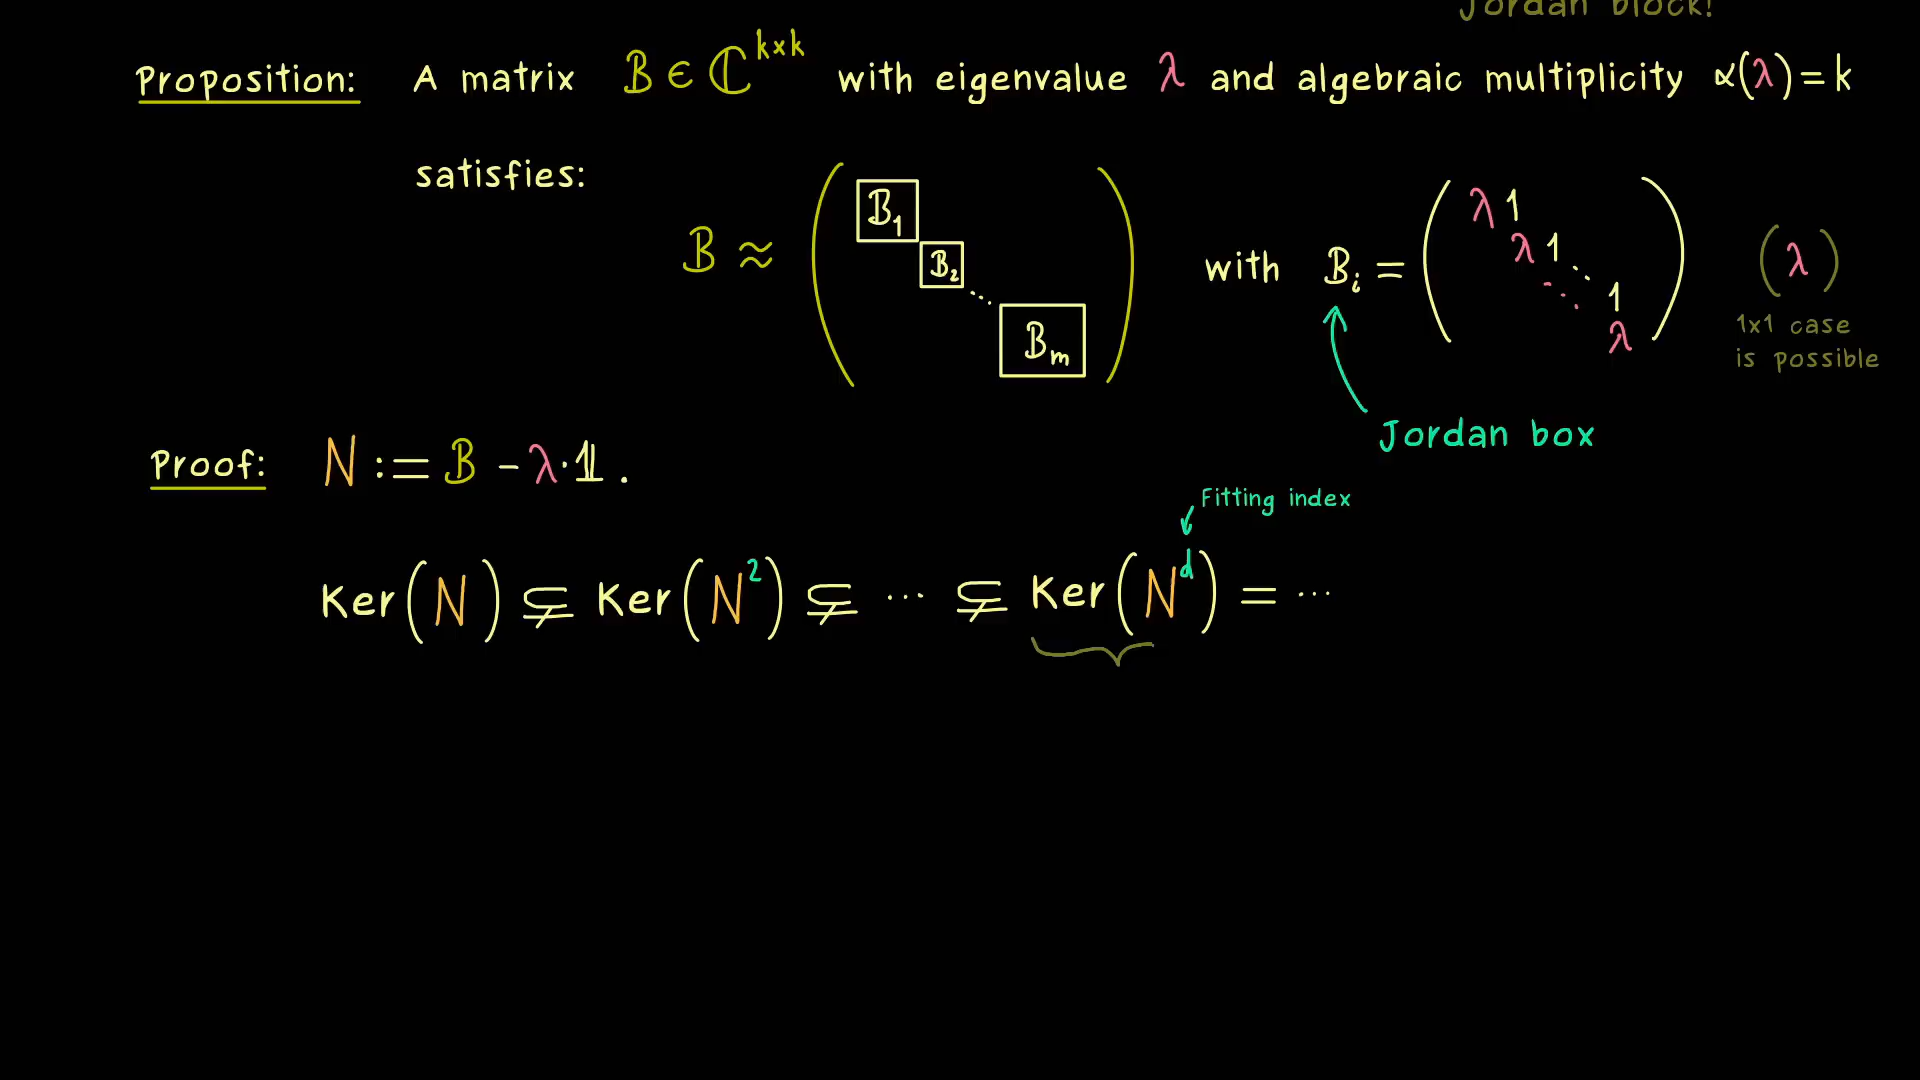 Jordan block!
Proposition: A matrix B ∈ ℂ^{k×k} with eigenvalue λ and algebraic multiplicity α(λ) = k
satisfies:
B ≈ ( B₁ B₂ ⋱ Bₘ ) with Bᵢ = ( λ 1 λ 1 ⋱ ⋱ 1 λ ) (λ)
1x1 case
is possible
Jordan box
Proof: N := B − λ·𝟙 .
Fitting index
Ker(N) ⊊ Ker(N²) ⊊ ⋯ ⊊ Ker(N^d) = ⋯